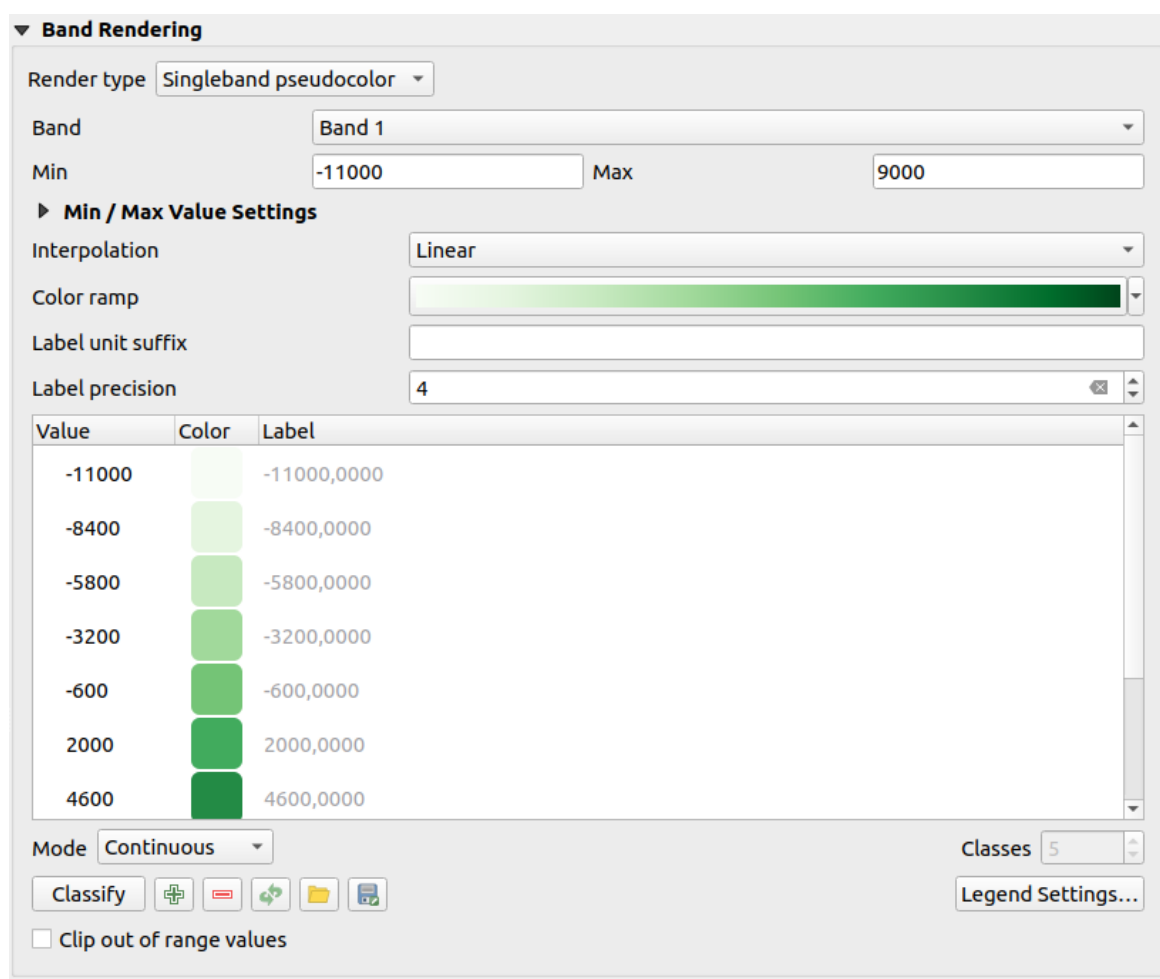 Band Rendering
Render type Singleband pseudocolor
Band Band 1
Min -11000 Max 9000
Min / Max Value Settings
Interpolation Linear
Color ramp
Label unit suffix
Label precision 4
Value Color Label
-11000 -11000,0000
-8400 -8400,0000
-5800 -5800,0000
-3200 -3200,0000
-600 -600,0000
2000 2000,0000
4600 4600,0000
Mode Continuous Classes 5
Classify Legend Settings...
Clip out of range values